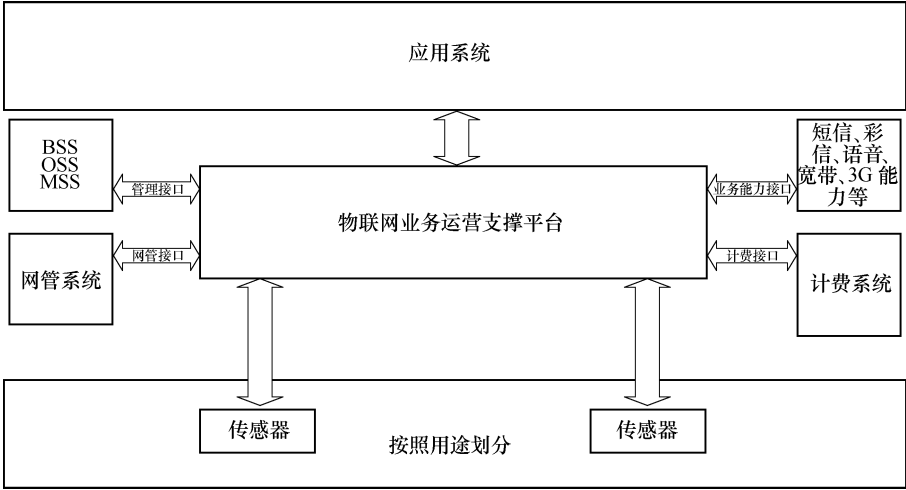 应用系统
BSS
OSS
MSS
管理接口
业务能力接口
短信、彩
信、语音、
宽带、3G 能
力等
物联网业务运营支撑平台
网管系统
网管接口
计费接口
计费系统
传感器
按照用途划分
传感器